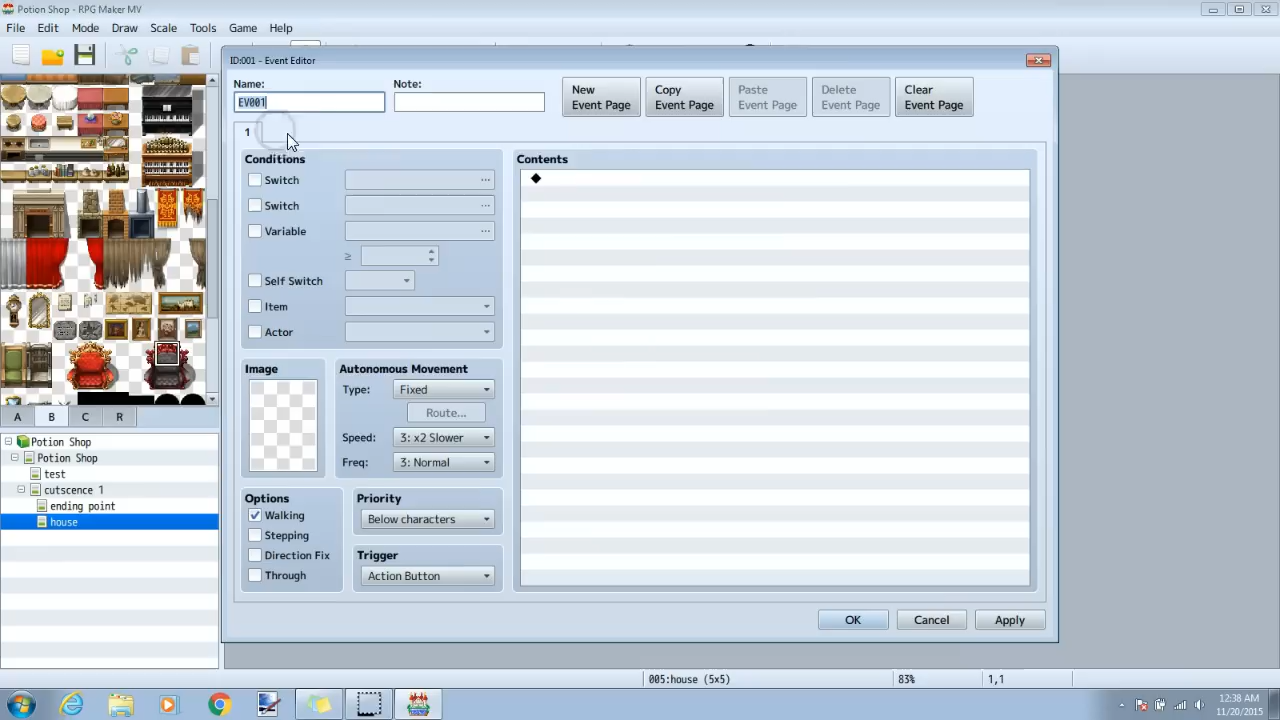 Potion Shop - RPG Maker MV
File Edit Mode Draw Scale Tools Game Help
ID:001 - Event Editor
Name: Note:
EV001
New Event Page
Copy Event Page
Paste Event Page
Delete Event Page
Clear Event Page
1
Conditions
Switch ...
Switch ...
Variable ...
≥
Self Switch
Item
Actor
Image
Autonomous Movement
Type: Fixed
Route...
Speed: 3: x2 Slower
Freq: 3: Normal
Options
Walking
Stepping
Direction Fix
Through
Priority
Below characters
Trigger
Action Button
Contents
◆
OK Cancel Apply
A B C R
Potion Shop
Potion Shop
test
cutscence 1
ending point
house
005:house (5x5) 83% 1,1
12:38 AM
11/20/2015